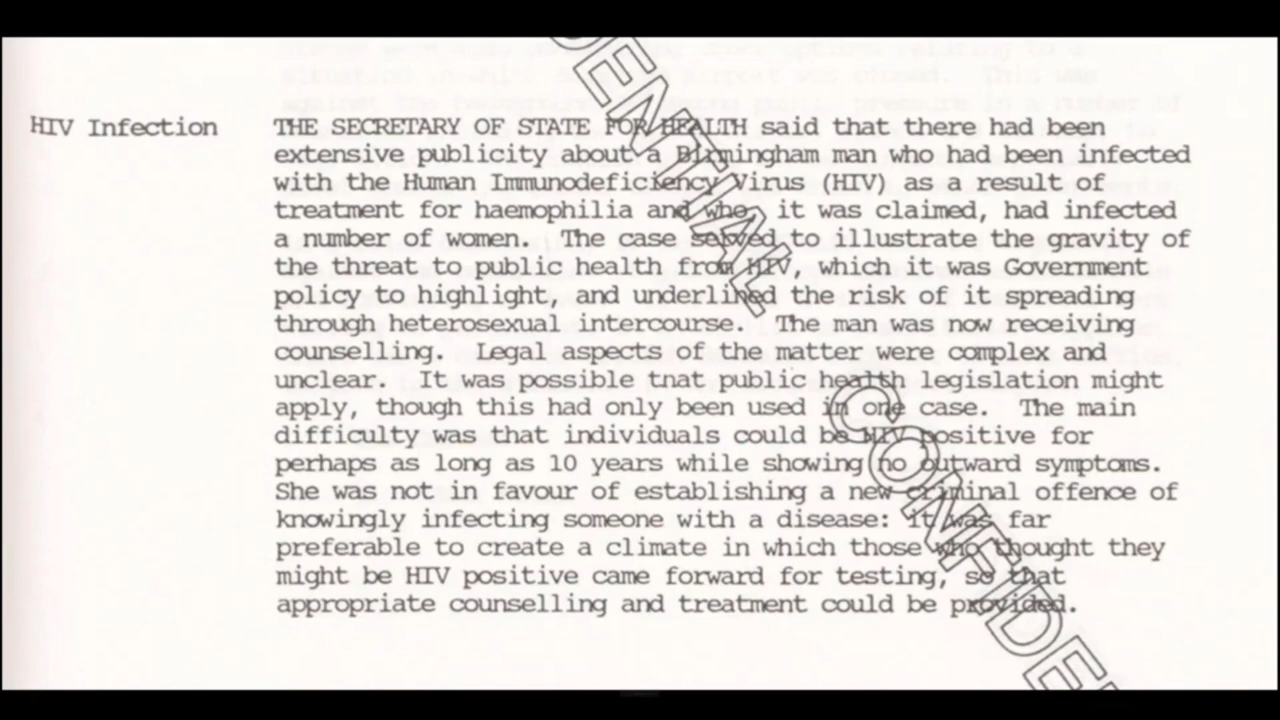 HIV Infection
THE SECRETARY OF STATE FOR HEALTH said that there had been
extensive publicity about a Birmingham man who had been infected
with the Human Immunodeficiency Virus (HIV) as a result of
treatment for haemophilia and who, it was claimed, had infected
a number of women. The case served to illustrate the gravity of
the threat to public health from HIV, which it was Government
policy to highlight, and underlined the risk of it spreading
through heterosexual intercourse. The man was now receiving
counselling. Legal aspects of the matter were complex and
unclear. It was possible tnat public health legislation might
apply, though this had only been used in one case. The main
difficulty was that individuals could be HIV positive for
perhaps as long as 10 years while showing no outward symptoms.
She was not in favour of establishing a new criminal offence of
knowingly infecting someone with a disease: it was far
preferable to create a climate in which those who thought they
might be HIV positive came forward for testing, so that
appropriate counselling and treatment could be provided.
DENTIAL
CONFIDE